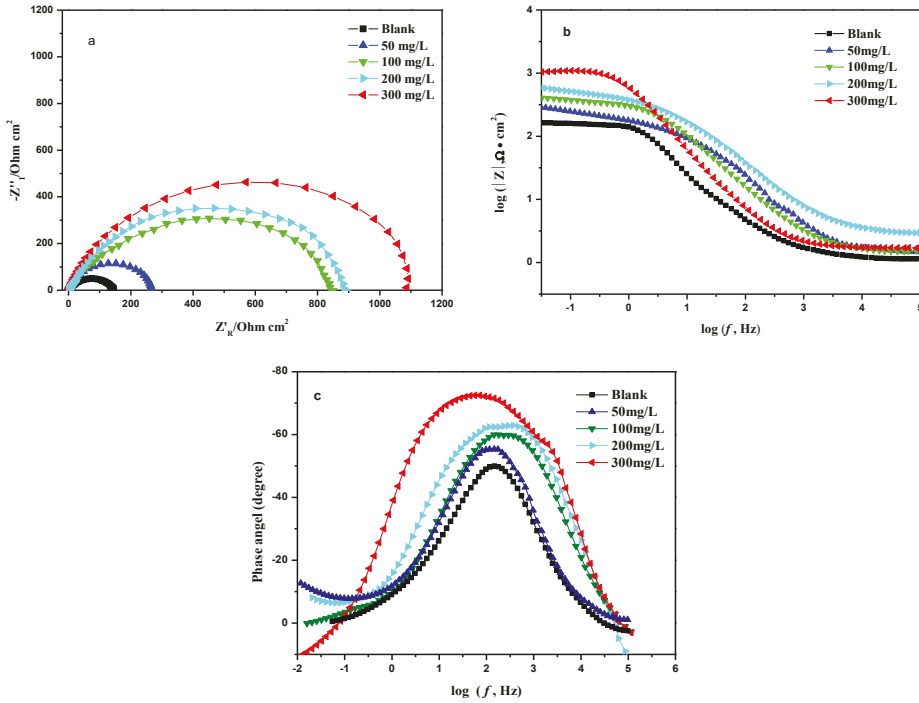 a
Blank
50 mg/L
100 mg/L
200 mg/L
300 mg/L
-Z''I/Ohm cm²
1200
1000
800
600
400
200
0
0 200 400 600 800 1000 1200
Z'R/Ohm cm²
b
Blank
50mg/L
100mg/L
200mg/L
300mg/L
log (|Z|,Ω • cm²)
4
3
2
1
0
-1 0 1 2 3 4 5
log (f, Hz)
c
Blank
50mg/L
100mg/L
200mg/L
300mg/L
Phase angel (degree)
-80
-60
-40
-20
0
-2 -1 0 1 2 3 4 5 6
log (f, Hz)